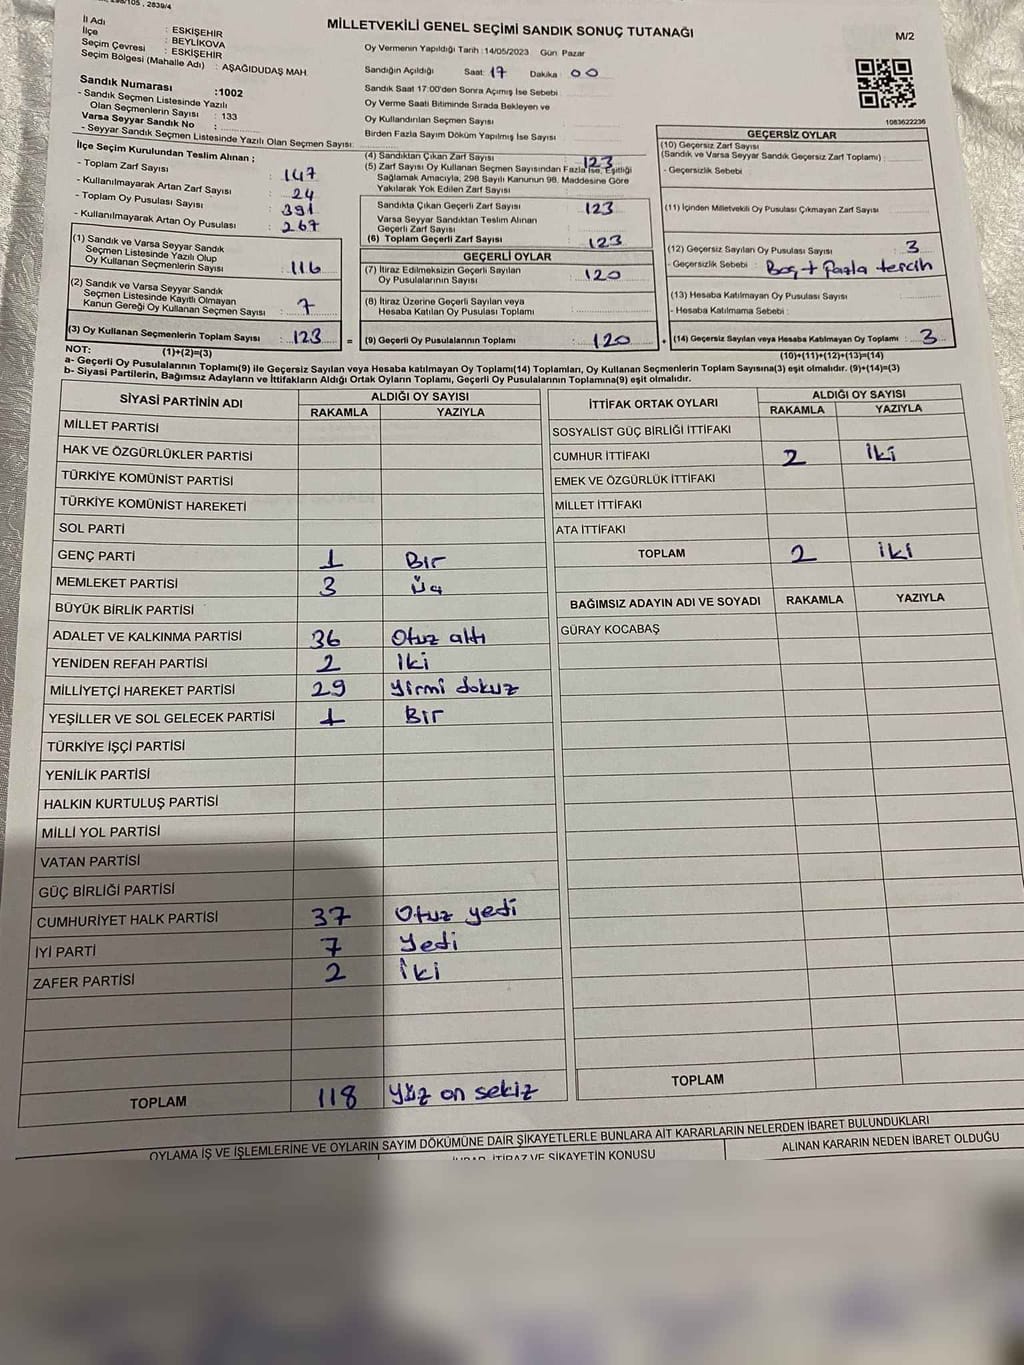 298/105 , 2839/4
MİLLETVEKİLİ GENEL SEÇİMİ SANDIK SONUÇ TUTANAĞI
M/2
İl Adı : ESKİŞEHİR
İlçe : BEYLİKOVA
Seçim Çevresi : ESKİŞEHİR
Seçim Bölgesi (Mahalle Adı) : AŞAĞIDUDAŞ MAH.
Sandık Numarası :1002
- Sandık Seçmen Listesinde Yazılı
Olan Seçmenlerin Sayısı : 133
Varsa Seyyar Sandık No :
- Seyyar Sandık Seçmen Listesinde Yazılı Olan Seçmen Sayısı:
Oy Vermenin Yapıldığı Tarih :14/05/2023 Gün: Pazar
Sandığın Açıldığı Saat: 17 Dakika : 00
Sandık Saat 17:00'den Sonra Açımış İse Sebebi :
Oy Verme Saati Bitiminde Sırada Bekleyen ve
Oy Kullandırılan Seçmen Sayısı
Birden Fazla Sayım Döküm Yapılmış İse Sayısı
1083622236
İlçe Seçim Kurulundan Teslim Alınan ;
- Toplam Zarf Sayısı : 147
- Kullanılmayarak Artan Zarf Sayısı : 24
- Toplam Oy Pusulası Sayısı : 391
- Kullanılmayarak Artan Oy Pusulası : 267
(1) Sandık ve Varsa Seyyar Sandık
Seçmen Listesinde Yazılı Olup
Oy Kullanan Seçmenlerin Sayısı : 116
(2) Sandık ve Varsa Seyyar Sandık
Seçmen Listesinde Kayıtlı Olmayan
Kanun Gereği Oy Kullanan Seçmen Sayısı : 7
(3) Oy Kullanan Seçmenlerin Toplam Sayısı : 123 =
(4) Sandıktan Çıkan Zarf Sayısı : 123
(5) Zarf Sayısı Oy Kullanan Seçmen Sayısından Fazla İse, Eşitliği
Sağlamak Amacıyla, 298 Sayılı Kanunun 98. Maddesine Göre
Yakılarak Yok Edilen Zarf Sayısı :
Sandıkta Çıkan Geçerli Zarf Sayısı : 123
Varsa Seyyar Sandıktan Teslim Alınan
Geçerli Zarf Sayısı :
(6) Toplam Geçerli Zarf Sayısı : 123
GEÇERLİ OYLAR
(7) İtiraz Edilmeksizin Geçerli Sayılan
Oy Pusulalarının Sayısı : 120
(8) İtiraz Üzerine Geçerli Sayılan veya
Hesaba Katılan Oy Pusulası Toplamı :
(9) Geçerli Oy Pusulalarının Toplamı : 120 +
GEÇERSİZ OYLAR
(10) Geçersiz Zarf Sayısı
(Sandık ve Varsa Seyyar Sandık Geçersiz Zarf Toplamı) :
- Geçersizlik Sebebi :
(11) İçinden Milletvekili Oy Pusulası Çıkmayan Zarf Sayısı
(12) Geçersiz Sayılan Oy Pusulası Sayısı : 3
- Geçersizlik Sebebi : Boş + Fazla tercih
(13) Hesaba Katılmayan Oy Pusulası Sayısı :
- Hesaba Katılmama Sebebi :
(14) Geçersiz Sayılan veya Hesaba Katılmayan Oy Toplamı : 3
NOT: (1)+(2)=(3)
(10)+(11)+(12)+(13)=(14)
a- Geçerli Oy Pusulalarının Toplamı(9) ile Geçersiz Sayılan veya Hesaba katılmayan Oy Toplamı(14) Toplamları, Oy Kullanan Seçmenlerin Toplam Sayısına(3) eşit olmalıdır. (9)+(14)=(3)
b- Siyasi Partilerin, Bağımsız Adayların ve İttifakların Aldığı Ortak Oyların Toplamı, Geçerli Oy Pusulalarının Toplamına(9) eşit olmalıdır.
SİYASİ PARTİNİN ADI ALDIĞI OY SAYISI
RAKAMLA YAZIYLA
MİLLET PARTİSİ
HAK VE ÖZGÜRLÜKLER PARTİSİ
TÜRKİYE KOMÜNİST PARTİSİ
TÜRKİYE KOMÜNİST HAREKETİ
SOL PARTİ
GENÇ PARTİ 1 Bir
MEMLEKET PARTİSİ 3 Üç
BÜYÜK BİRLİK PARTİSİ
ADALET VE KALKINMA PARTİSİ 36 Otuz altı
YENİDEN REFAH PARTİSİ 2 İki
MİLLİYETÇİ HAREKET PARTİSİ 29 Yirmi dokuz
YEŞİLLER VE SOL GELECEK PARTİSİ 1 Bir
TÜRKİYE İŞÇİ PARTİSİ
YENİLİK PARTİSİ
HALKIN KURTULUŞ PARTİSİ
MİLLİ YOL PARTİSİ
VATAN PARTİSİ
GÜÇ BİRLİĞİ PARTİSİ
CUMHURİYET HALK PARTİSİ 37 Otuz yedi
İYİ PARTİ 7 Yedi
ZAFER PARTİSİ 2 İki
TOPLAM 118 Yüz on sekiz
İTTİFAK ORTAK OYLARI ALDIĞI OY SAYISI
RAKAMLA YAZIYLA
SOSYALİST GÜÇ BİRLİĞİ İTTİFAKI
CUMHUR İTTİFAKI 2 İki
EMEK VE ÖZGÜRLÜK İTTİFAKI
MİLLET İTTİFAKI
ATA İTTİFAKI
TOPLAM 2 iki
BAĞIMSIZ ADAYIN ADI VE SOYADI RAKAMLA YAZIYLA
GÜRAY KOCABAŞ
TOPLAM
OYLAMA İŞ VE İŞLEMLERİNE VE OYLARIN SAYIM DÖKÜMÜNE DAİR ŞİKAYETLERLE BUNLARA AİT KARARLARIN NELERDEN İBARET BULUNDUKLARI
İTİRAZ VE ŞİKAYETİN KONUSU
ALINAN KARARIN NEDEN İBARET OLDUĞU